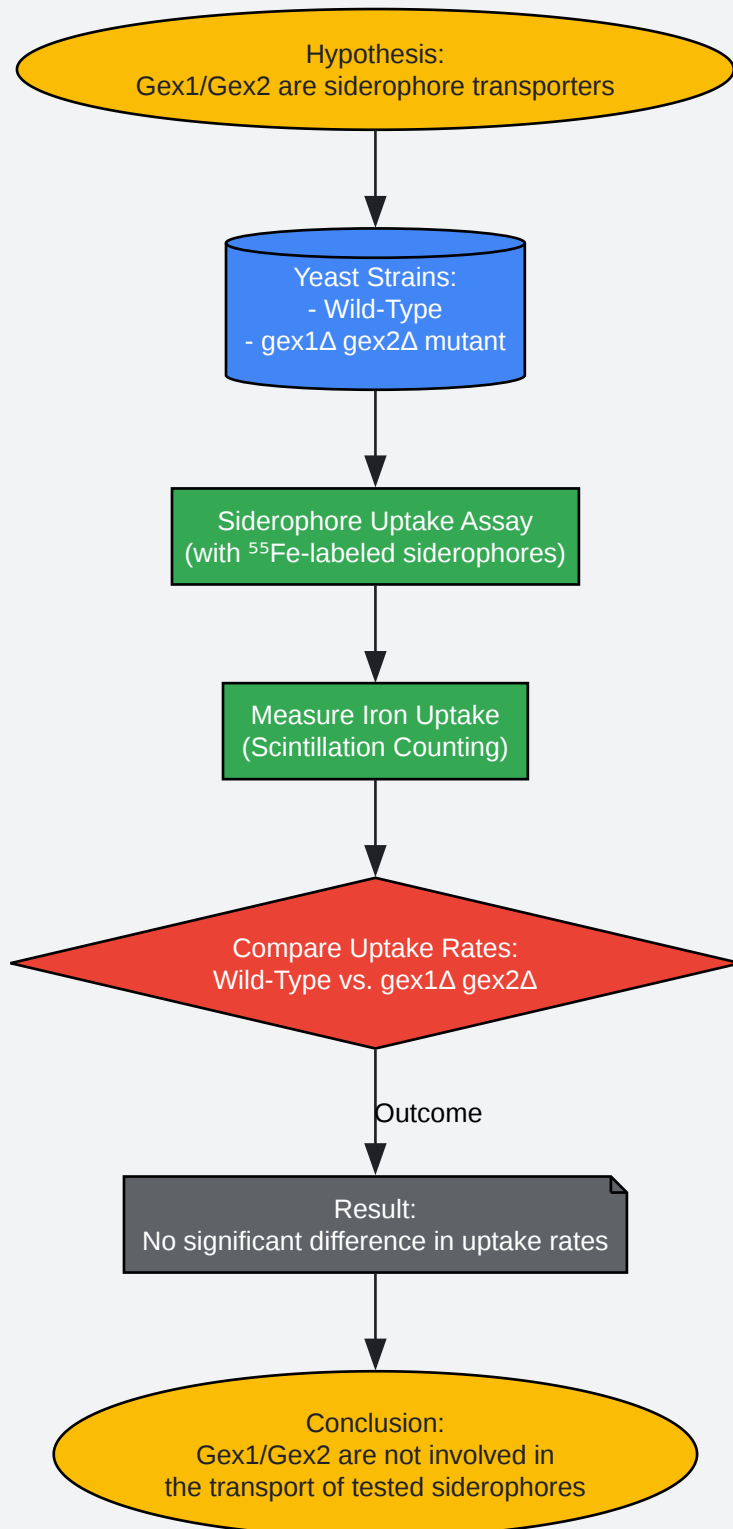 Hypothesis:
Gex1/Gex2 are siderophore transporters
Yeast Strains:
- Wild-Type
- gex1Δ gex2Δ mutant
Siderophore Uptake Assay
(with ⁵⁵Fe-labeled siderophores)
Measure Iron Uptake
(Scintillation Counting)
Compare Uptake Rates:
Wild-Type vs. gex1Δ gex2Δ
Outcome
Result:
No significant difference in uptake rates
Conclusion:
Gex1/Gex2 are not involved in
the transport of tested siderophores